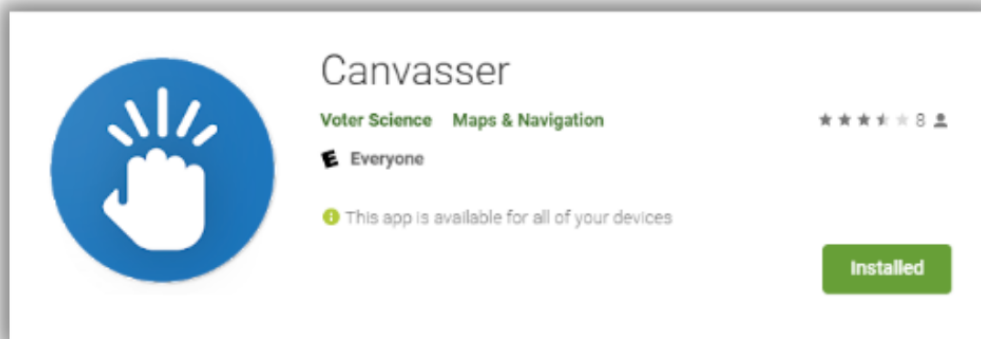 Canvasser
Voter Science Maps & Navigation 8
E Everyone
This app is available for all of your devices
Installed